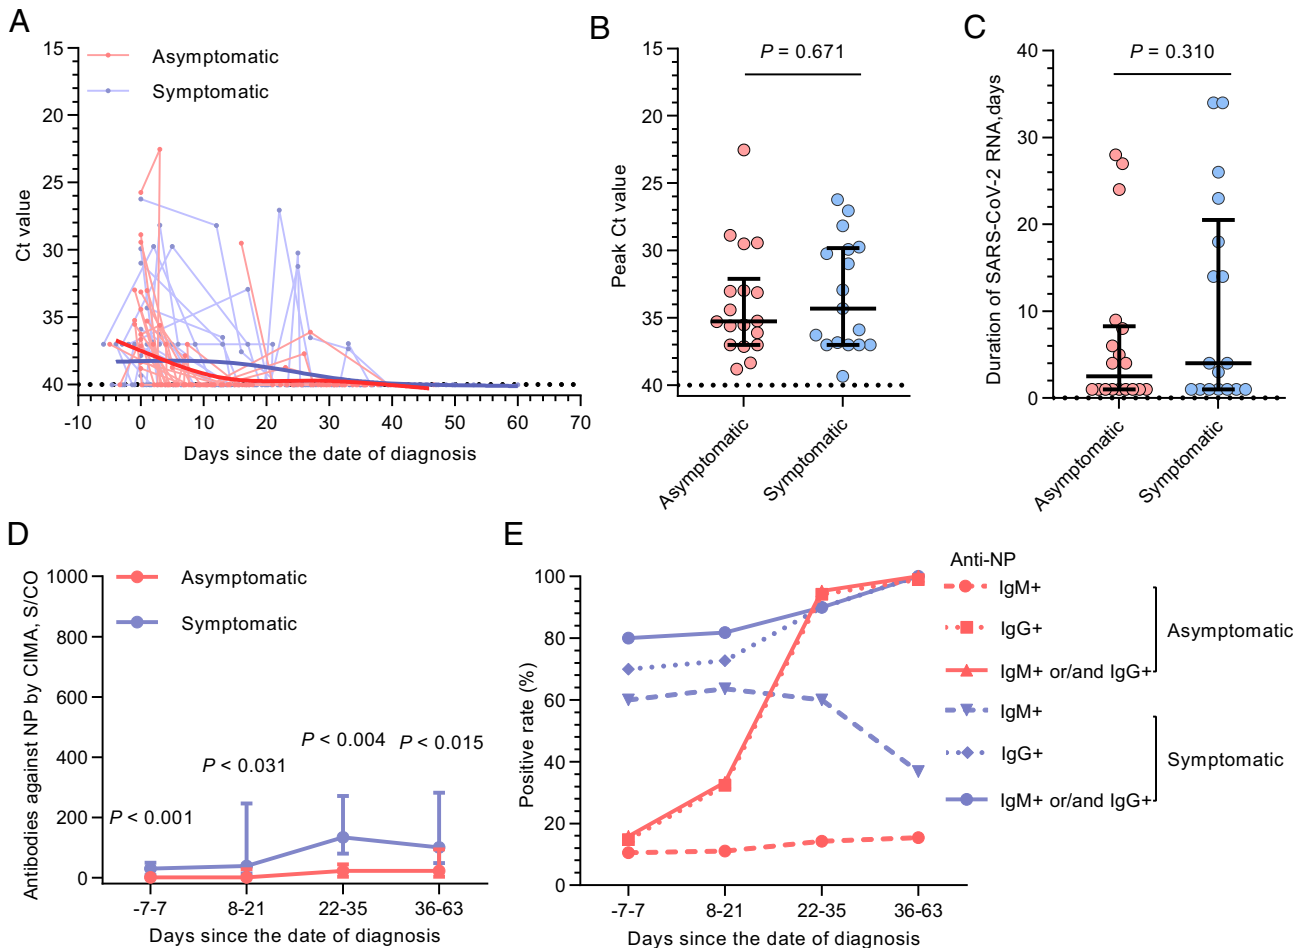 A
Asymptomatic
Symptomatic
15
20
25
30
35
40
Ct value
-10
0
10
20
30
40
50
60
70
Days since the date of diagnosis
B
P = 0.671
15
20
25
30
35
40
Peak Ct value
Asymptomatic
Symptomatic
C
P = 0.310
40
30
20
10
0
Duration of SARS-CoV-2 RNA,days
Asymptomatic
Symptomatic
D
Asymptomatic
Symptomatic
1000
800
600
400
200
0
Antibodies against NP by CIMA, S/CO
P < 0.001
P < 0.031
P < 0.004
P < 0.015
-7-7
8-21
22-35
36-63
Days since the date of diagnosis
E
100
80
60
40
20
0
Positive rate (%)
-7-7
8-21
22-35
36-63
Days since the date of diagnosis
Anti-NP
IgM+
IgG+
IgM+ or/and IgG+
Asymptomatic
IgM+
IgG+
IgM+ or/and IgG+
Symptomatic